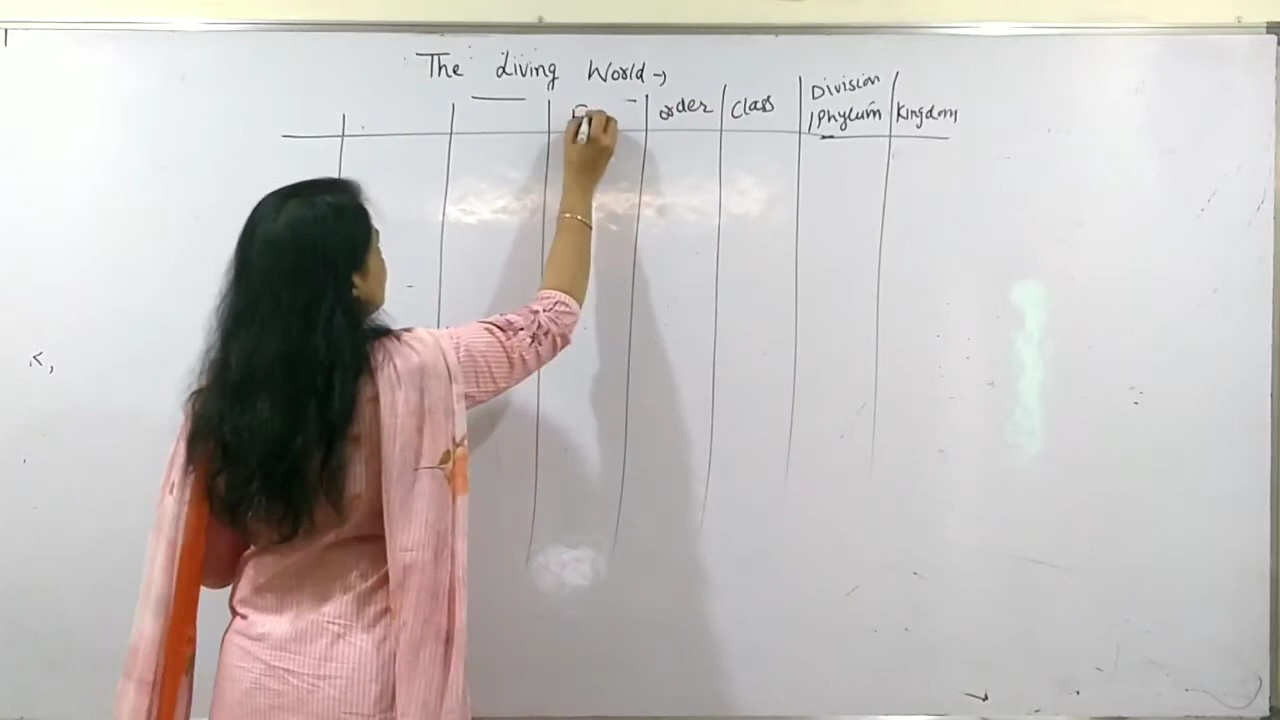 The Living World →
order Class Division
/Phylum Kingdom